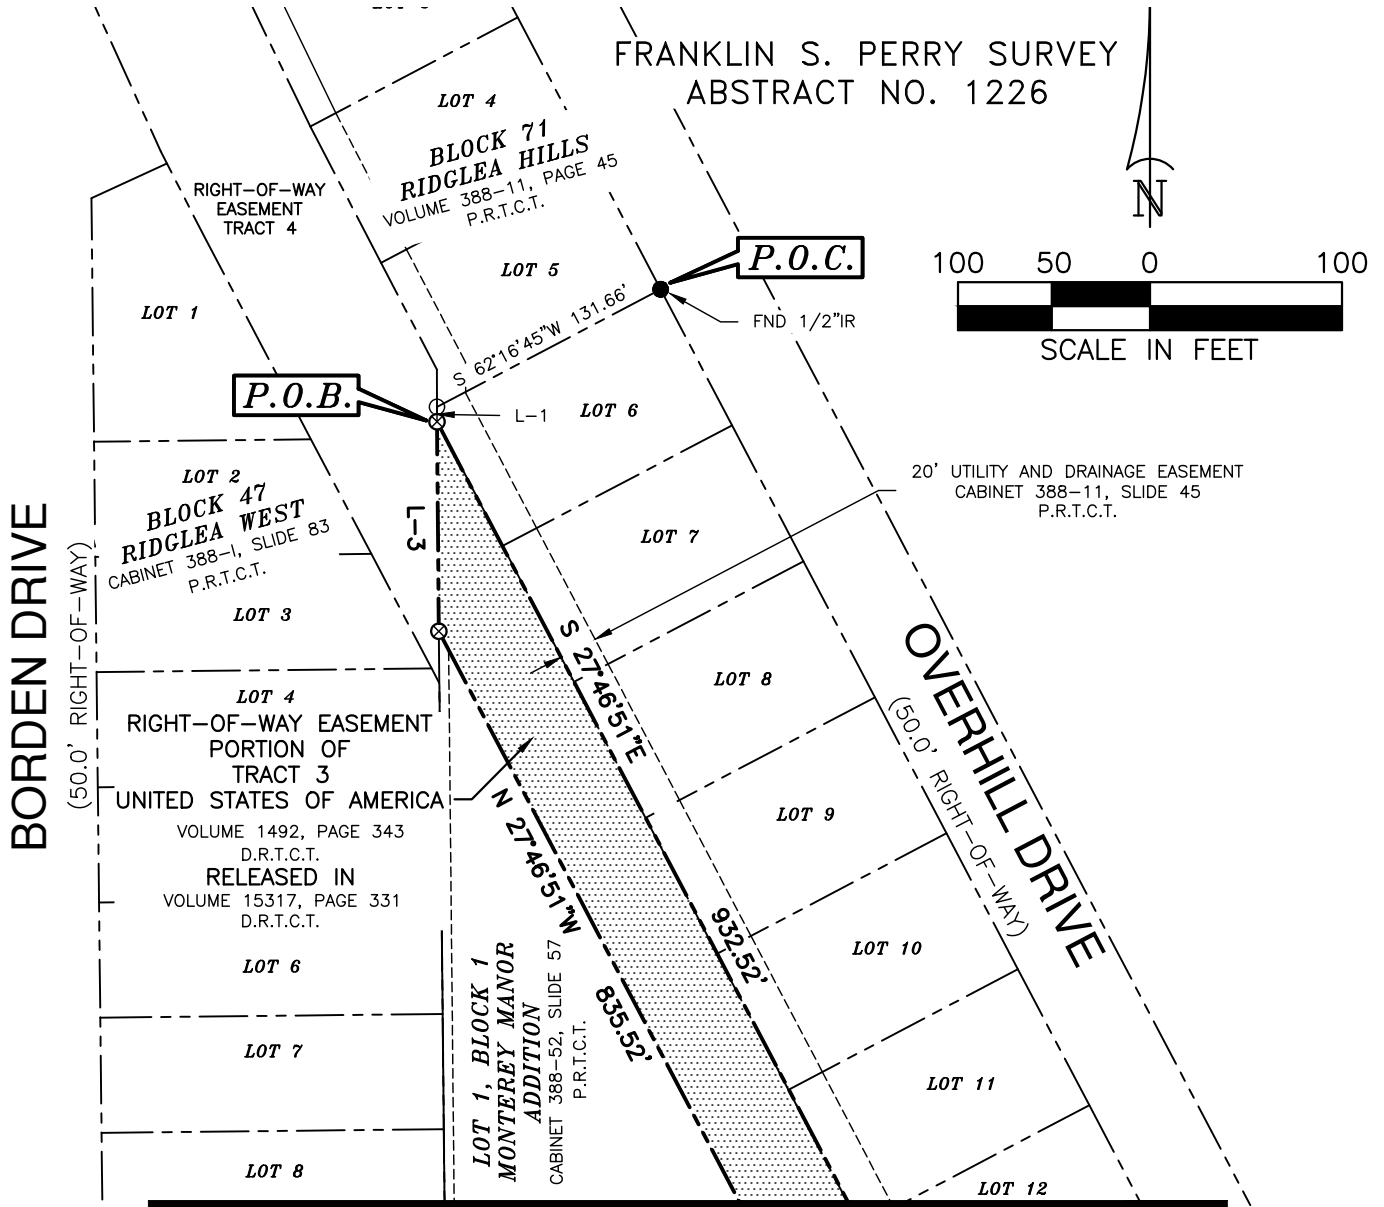 FRANKLIN S. PERRY SURVEY
ABSTRACT NO. 1226
LOT 4
BLOCK 71
RIDGLEA HILLS
VOLUME 388-11, PAGE 45
P.R.T.C.T.
RIGHT-OF-WAY
EASEMENT
TRACT 4
N
LOT 5
P.O.C.
100 50 0 100
SCALE IN FEET
FND 1/2"IR
LOT 1
S 62°16'45"W 131.66'
P.O.B.
L-1
LOT 6
LOT 2
BLOCK 47
RIDGLEA WEST
CABINET 388-I, SLIDE 83
P.R.T.C.T.
LOT 3
L-3
20' UTILITY AND DRAINAGE EASEMENT
CABINET 388-11, SLIDE 45
P.R.T.C.T.
LOT 7
BORDEN DRIVE
(50.0' RIGHT-OF-WAY)
S 27°46'51"E
932.52'
LOT 8
OVERHILL DRIVE
(50.0' RIGHT-OF-WAY)
LOT 4
RIGHT-OF-WAY EASEMENT
PORTION OF
TRACT 3
UNITED STATES OF AMERICA
VOLUME 1492, PAGE 343
D.R.T.C.T.
RELEASED IN
VOLUME 15317, PAGE 331
D.R.T.C.T.
N 27°46'51"W
835.52'
LOT 9
LOT 10
LOT 6
LOT 7
LOT 8
LOT 1, BLOCK 1
MONTEREY MANOR
ADDITION
CABINET 388-52, SLIDE 57
P.R.T.C.T.
LOT 11
LOT 12